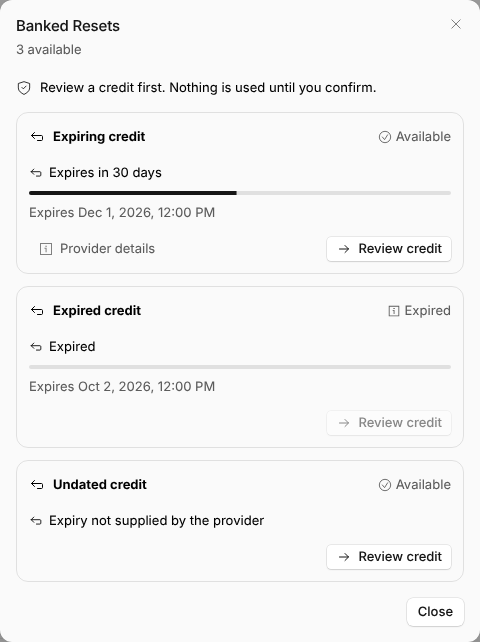 Banked Resets
3 available
Review a credit first. Nothing is used until you confirm.
Expiring credit
Available
Expires in 30 days
Expires Dec 1, 2026, 12:00 PM
Provider details
Review credit
Expired credit
Expired
Expired
Expires Oct 2, 2026, 12:00 PM
Review credit
Undated credit
Available
Expiry not supplied by the provider
Review credit
Close